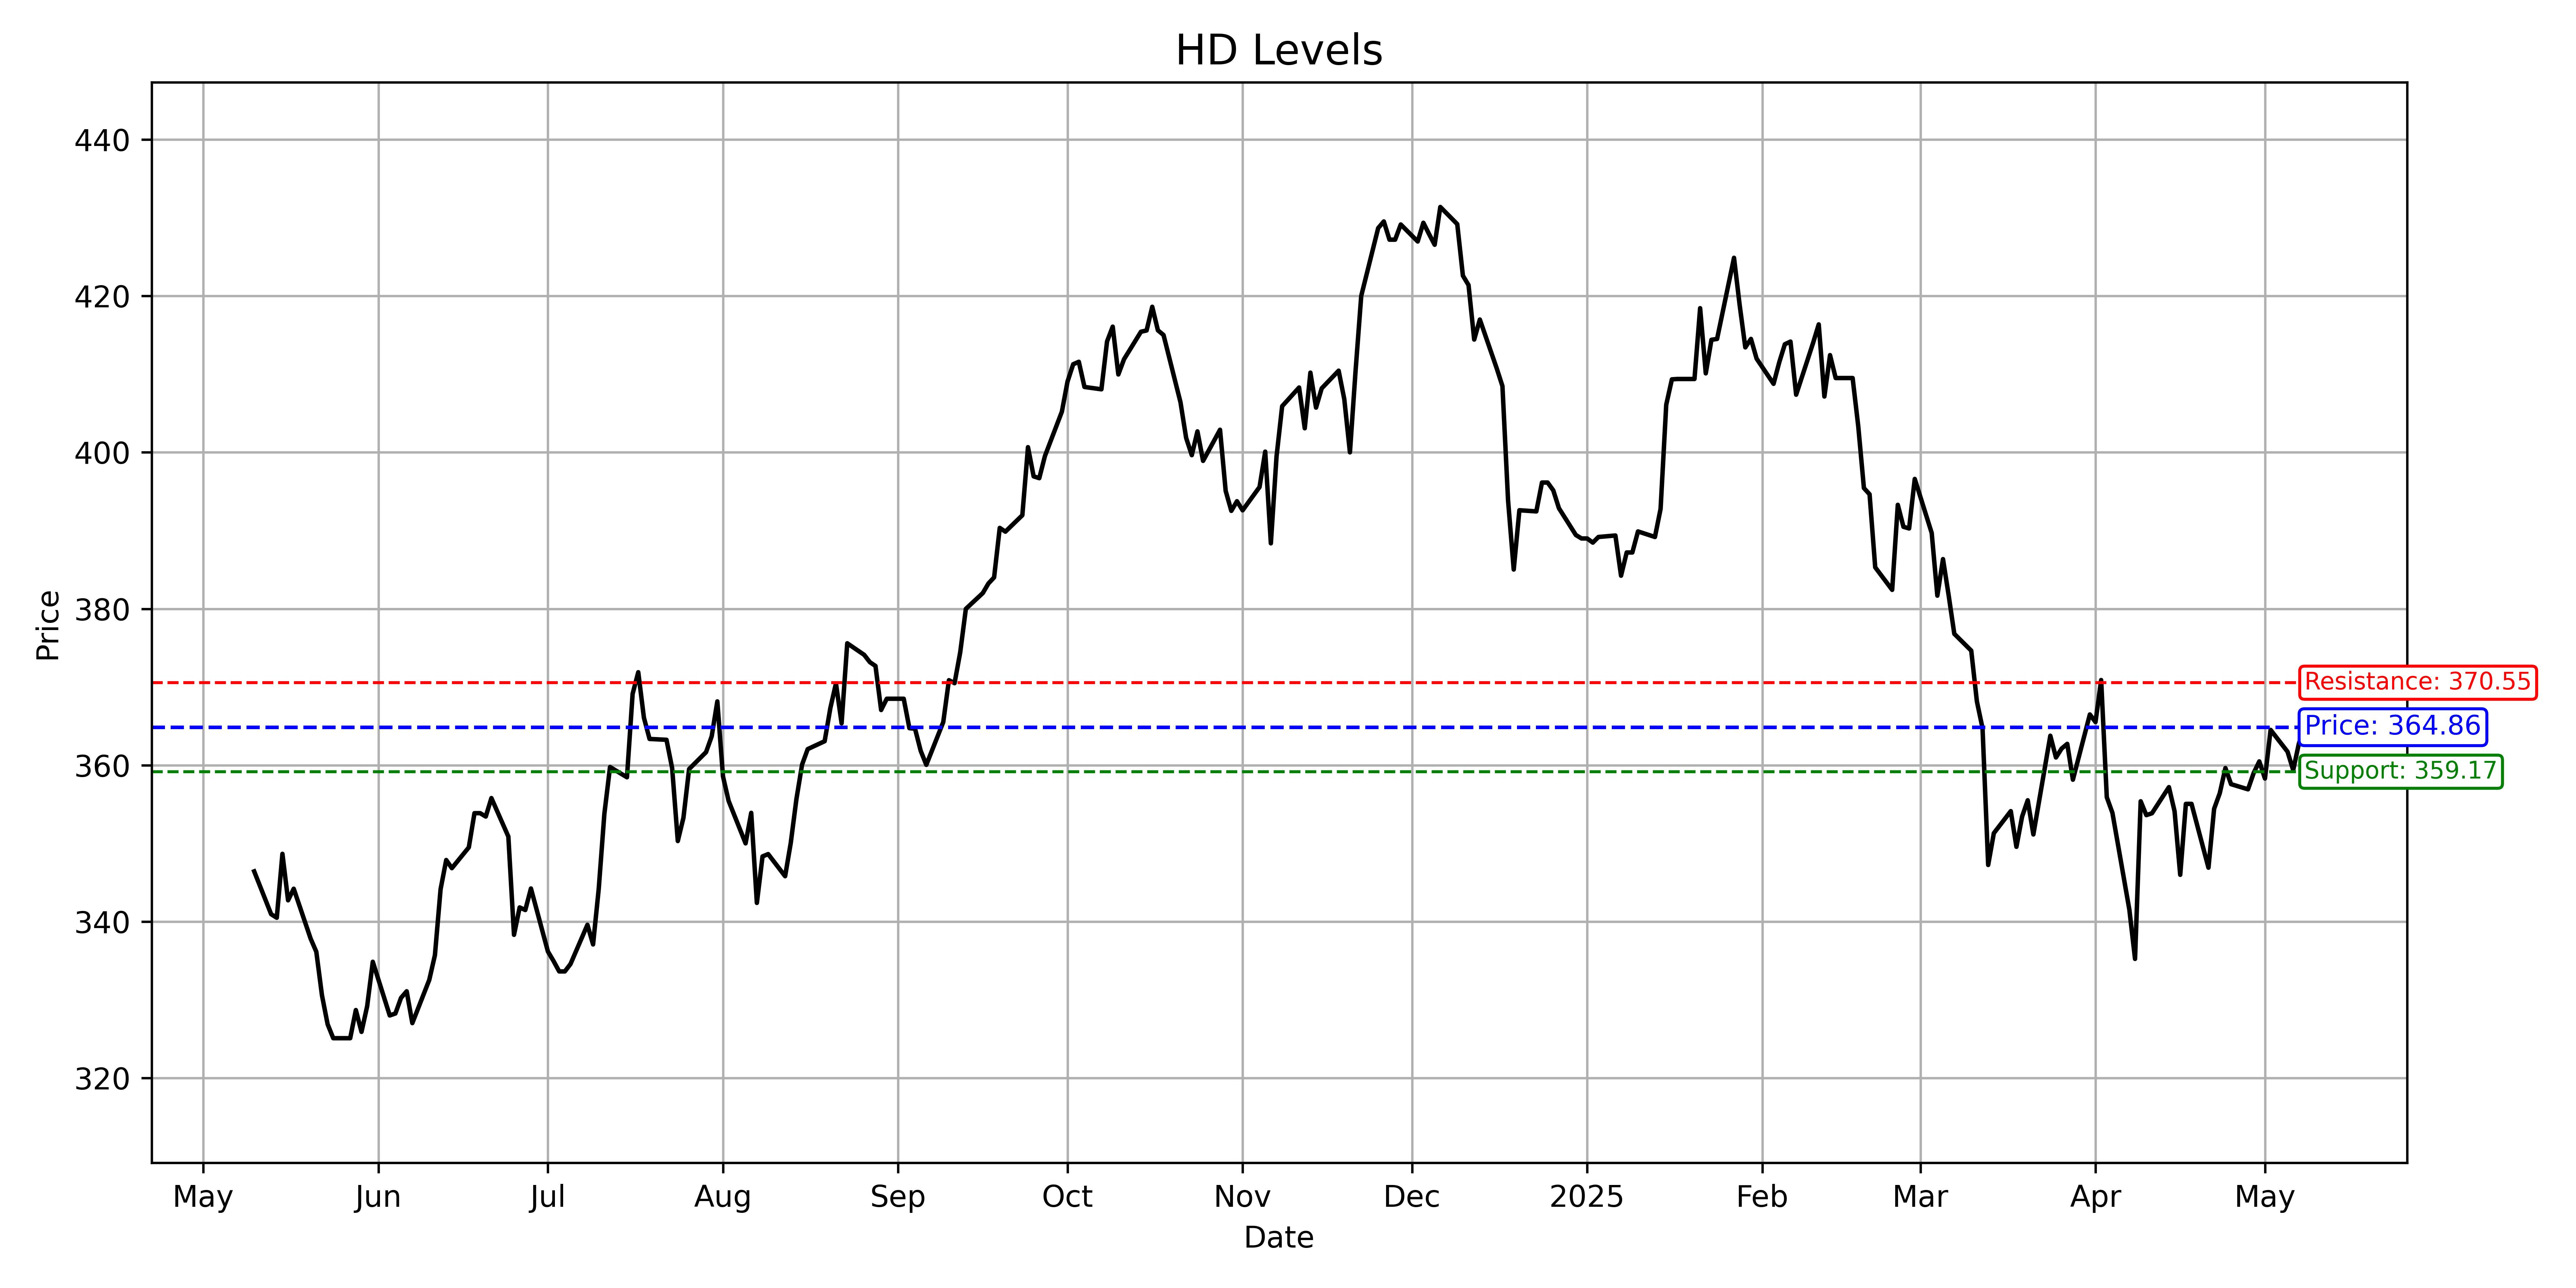 HD Levels
Price
440
420
400
380
360
340
320
Resistance: 370.55
Price: 364.86
Support: 359.17
May Jun Jul Aug Sep Oct Nov Dec 2025 Feb Mar Apr May
Date